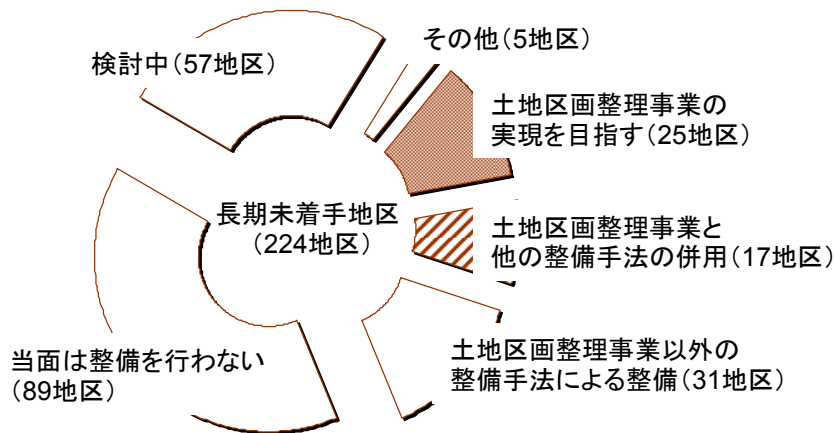 その他(5地区)
検討中(57地区)
土地区画整理事業の
実現を目指す(25地区)
長期未着手地区
(224地区)
土地区画整理事業と
他の整備手法の併用(17地区)
当面は整備を行わない
(89地区)
土地区画整理事業以外の
整備手法による整備(31地区)